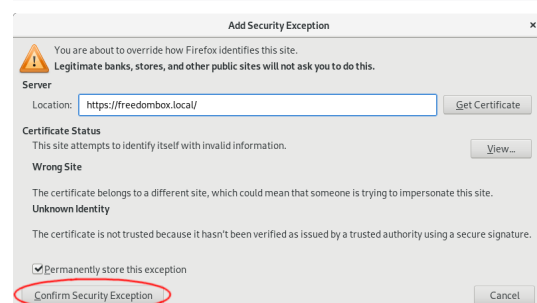 Add Security Exception
You are about to override how Firefox identifies this site.
Legitimate banks, stores, and other public sites will not ask you to do this.
Server
Location: https://freedombox.local/ Get Certificate
Certificate Status
This site attempts to identify itself with invalid information.
View...
Wrong Site
The certificate belongs to a different site, which could mean that someone is trying to impersonate this site.
Unknown Identity
The certificate is not trusted because it hasn't been verified as issued by a trusted authority using a secure signature.
Permanently store this exception
Confirm Security Exception Cancel